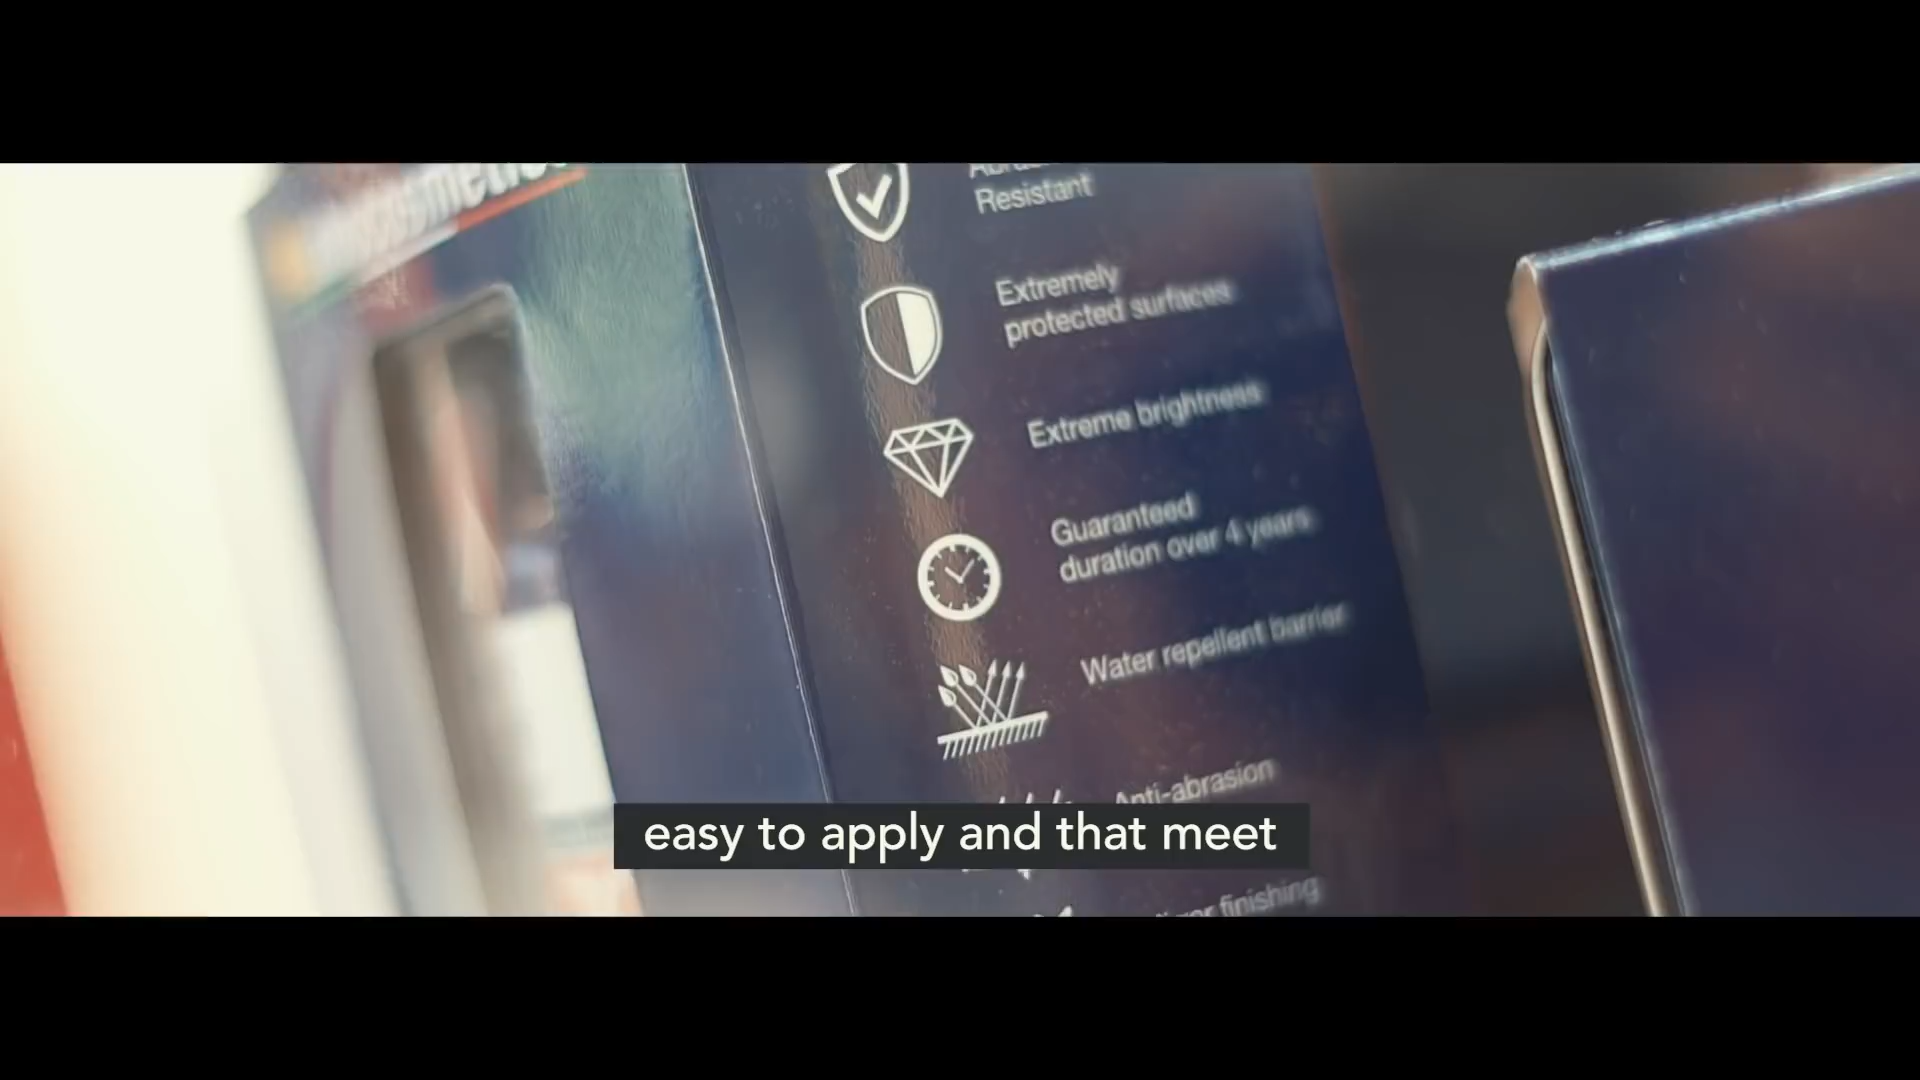 Resistant
Extremely
protected surfaces
Extreme brightness
Guaranteed
duration over 4 years
Water repellent barrier
Anti-abrasion
easy to apply and that meet
finishing